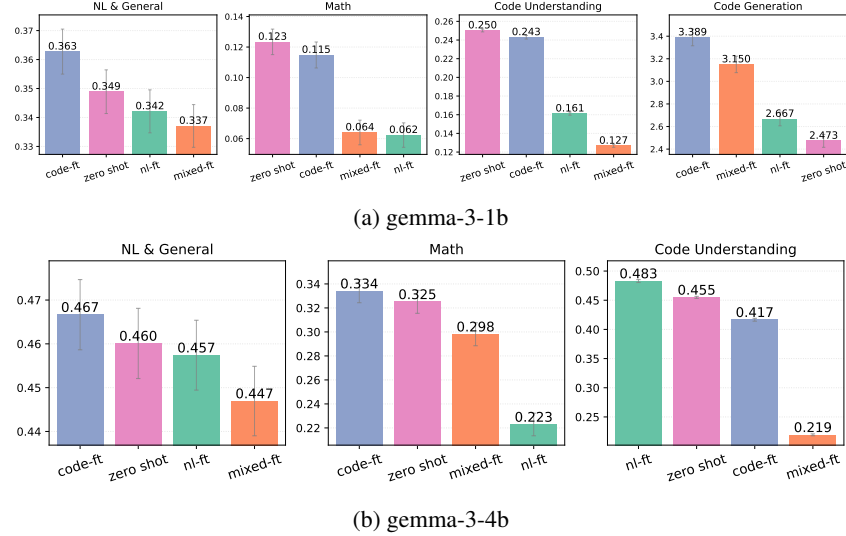 NL & General
0.37
0.36
0.35
0.34
0.33
0.363
0.349
0.342
0.337
code-ft
zero shot
nl-ft
mixed-ft
Math
0.12
0.10
0.08
0.06
0.123
0.115
0.064
0.062
zero shot
code-ft
mixed-ft
nl-ft
Code Understanding
0.26
0.24
0.22
0.20
0.18
0.16
0.14
0.12
0.250
0.243
0.161
0.127
zero shot
code-ft
nl-ft
mixed-ft
Code Generation
3.4
3.2
3.0
2.8
2.6
2.4
3.389
3.150
2.667
2.473
code-ft
mixed-ft
nl-ft
zero shot
(a) gemma-3-1b
NL & General
0.47
0.46
0.45
0.44
0.467
0.460
0.457
0.447
code-ft
zero shot
nl-ft
mixed-ft
Math
0.34
0.32
0.30
0.28
0.26
0.24
0.22
0.334
0.325
0.298
0.223
code-ft
zero shot
mixed-ft
nl-ft
Code Understanding
0.50
0.45
0.40
0.35
0.30
0.25
0.483
0.455
0.417
0.219
nl-ft
zero shot
code-ft
mixed-ft
(b) gemma-3-4b